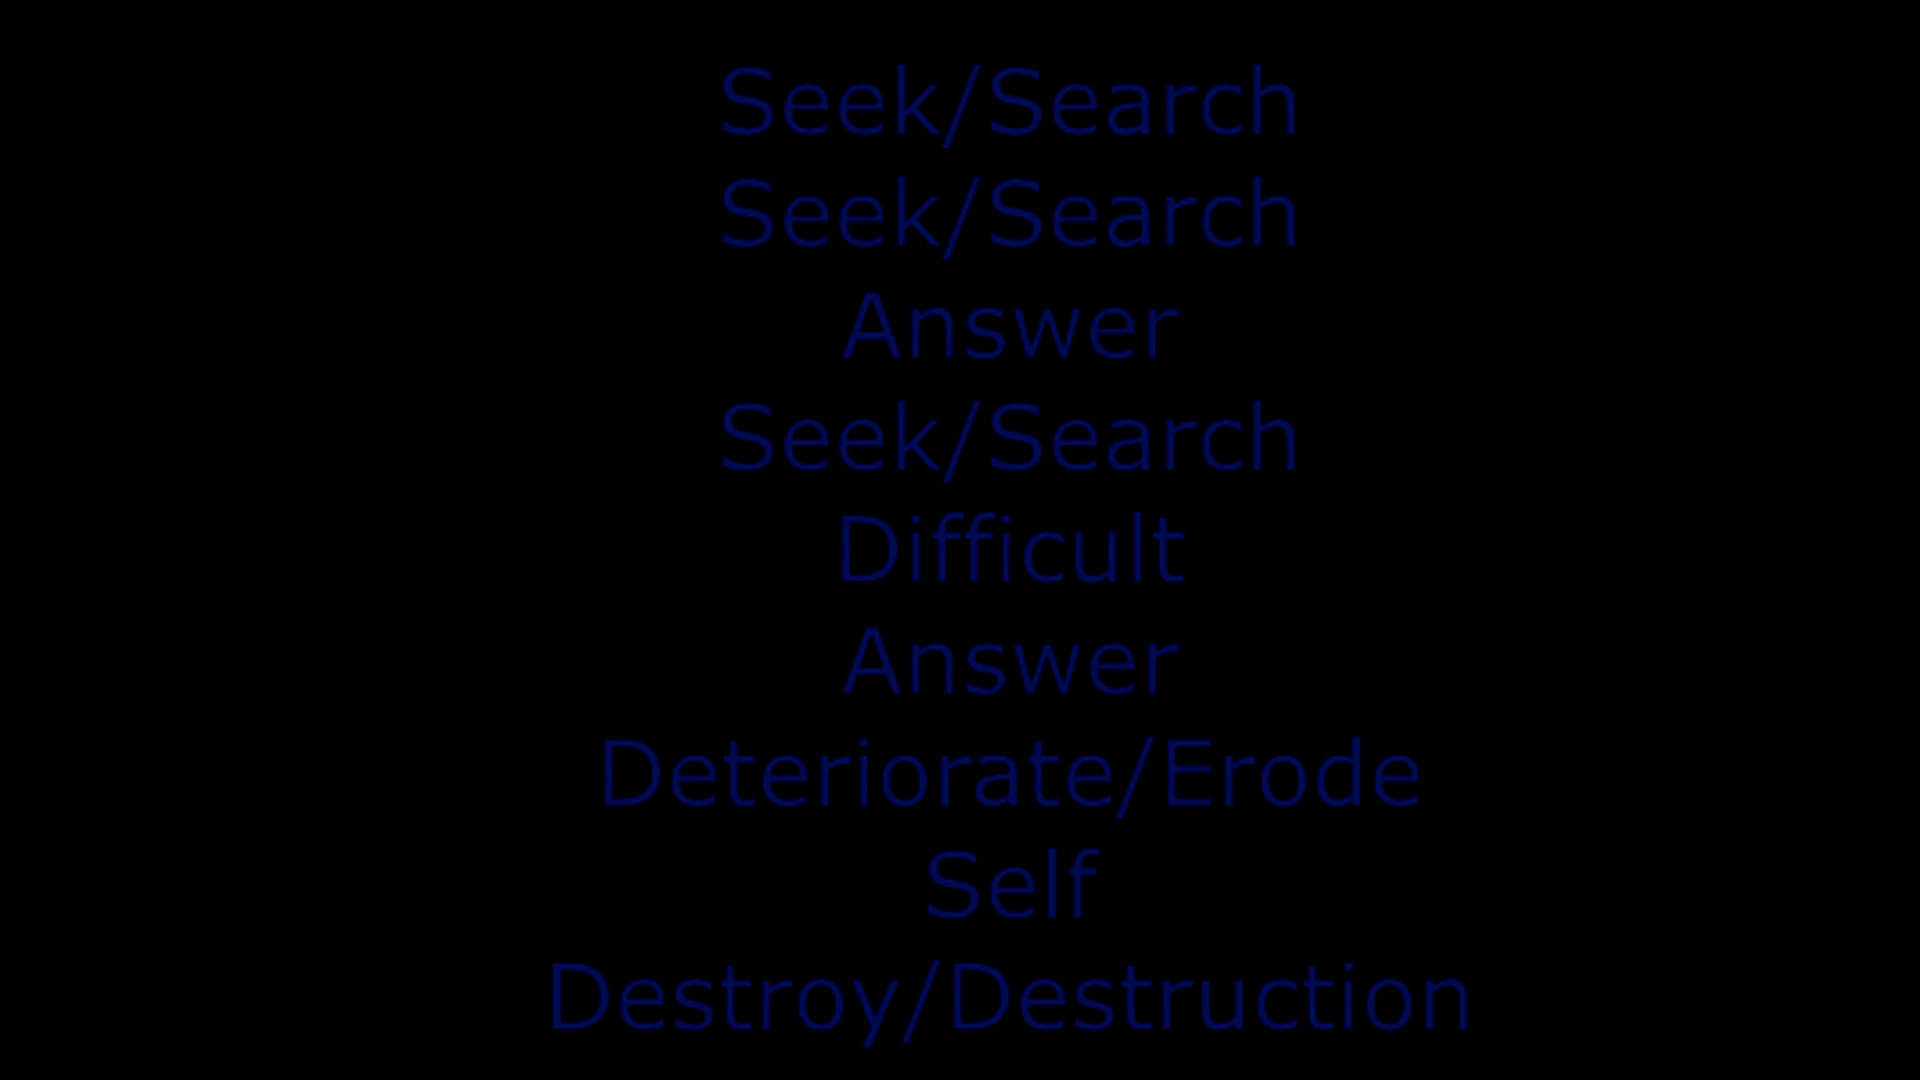 Seek/Search
Seek/Search
Answer
Seek/Search
Difficult
Answer
Deteriorate/Erode
Self
Destroy/Destruction